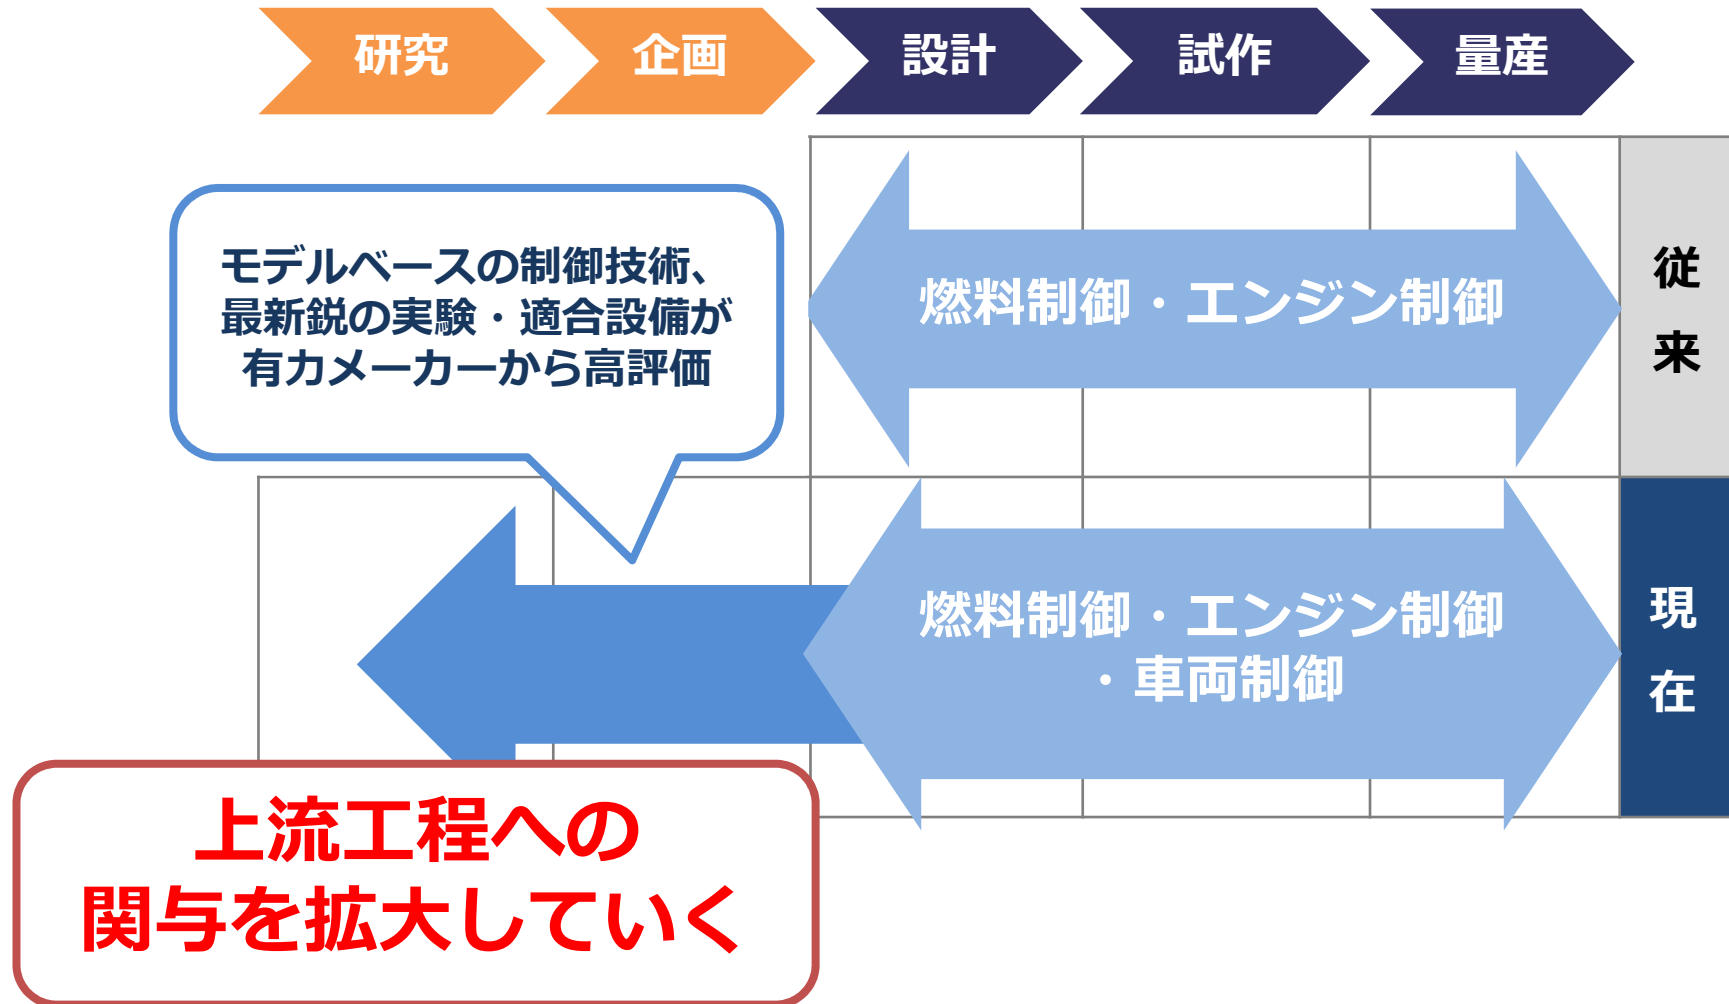 研究
企画
設計
試作
量産
モデルベースの制御技術、
最新鋭の実験・適合設備が
有力メーカーから高評価
燃料制御・エンジン制御
従
来
燃料制御・エンジン制御
・車両制御
現
在
上流工程への
関与を拡大していく